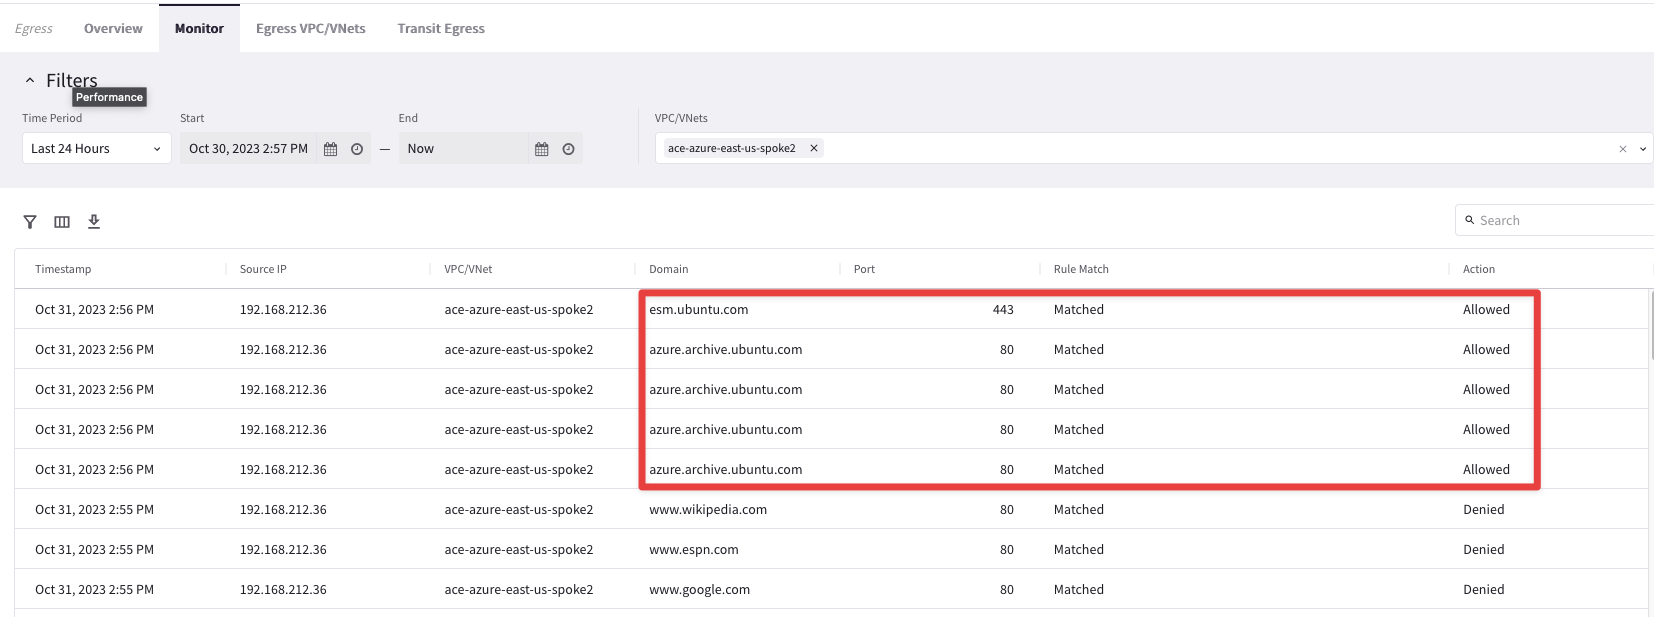 Egress Overview Monitor Egress VPC/VNets Transit Egress
Filters
Performance
Time Period Start End VPC/VNets
Last 24 Hours Oct 30, 2023 2:57 PM — Now ace-azure-east-us-spoke2
Search
Timestamp Source IP VPC/VNet Domain Port Rule Match Action
Oct 31, 2023 2:56 PM 192.168.212.36 ace-azure-east-us-spoke2 esm.ubuntu.com 443 Matched Allowed
Oct 31, 2023 2:56 PM 192.168.212.36 ace-azure-east-us-spoke2 azure.archive.ubuntu.com 80 Matched Allowed
Oct 31, 2023 2:56 PM 192.168.212.36 ace-azure-east-us-spoke2 azure.archive.ubuntu.com 80 Matched Allowed
Oct 31, 2023 2:56 PM 192.168.212.36 ace-azure-east-us-spoke2 azure.archive.ubuntu.com 80 Matched Allowed
Oct 31, 2023 2:56 PM 192.168.212.36 ace-azure-east-us-spoke2 azure.archive.ubuntu.com 80 Matched Allowed
Oct 31, 2023 2:55 PM 192.168.212.36 ace-azure-east-us-spoke2 www.wikipedia.com 80 Matched Denied
Oct 31, 2023 2:55 PM 192.168.212.36 ace-azure-east-us-spoke2 www.espn.com 80 Matched Denied
Oct 31, 2023 2:55 PM 192.168.212.36 ace-azure-east-us-spoke2 www.google.com 80 Matched Denied